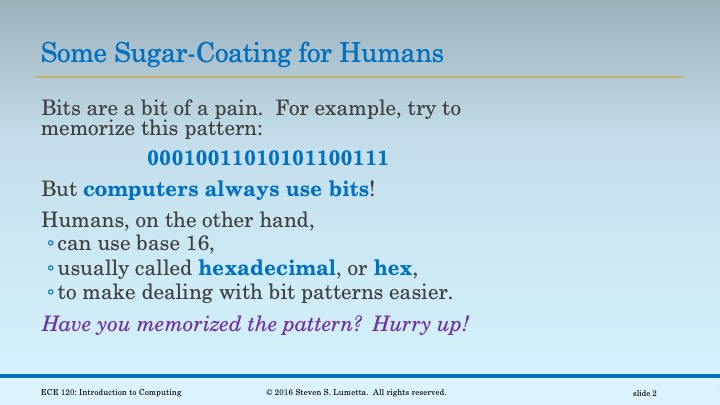 Some Sugar-Coating for Humans
Bits are a bit of a pain.  For example, try to
memorize this pattern:
00010011010101100111
But computers always use bits!
Humans, on the other hand,
◦can use base 16,
◦usually called hexadecimal, or hex,
◦to make dealing with bit patterns easier.
Have you memorized the pattern?  Hurry up!
ECE 120: Introduction to Computing
© 2016 Steven S. Lumetta.  All rights reserved.
slide 2